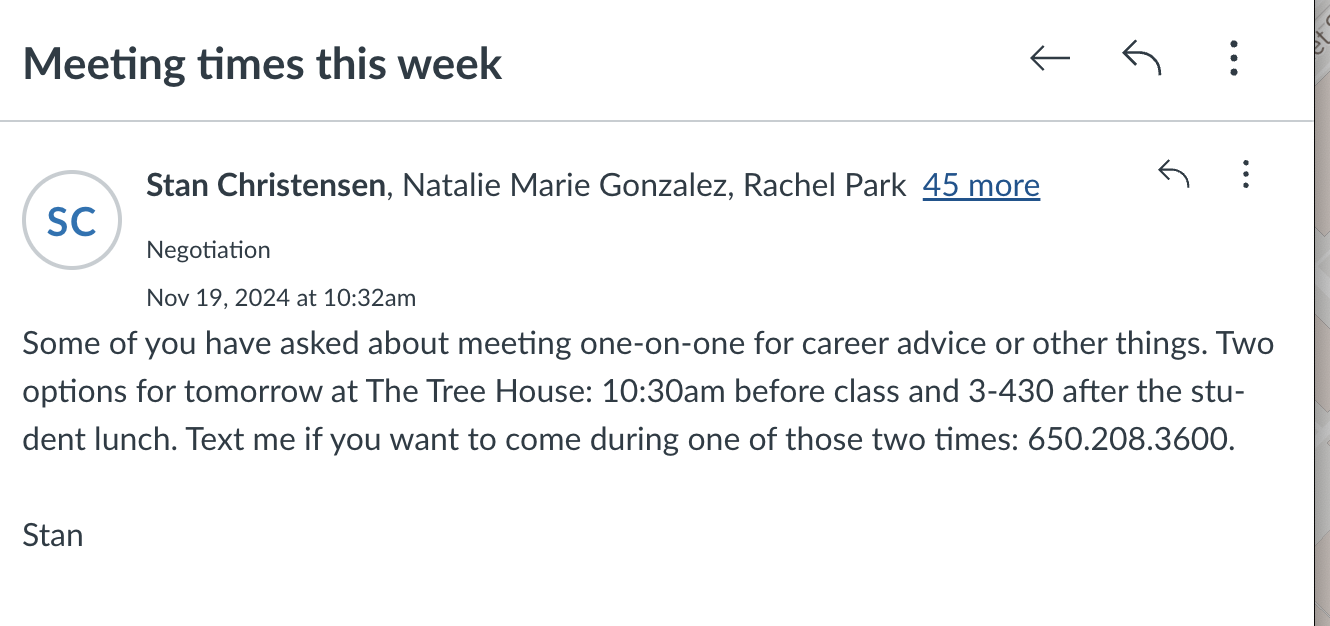 Meeting times this week
SC
Stan Christensen, Natalie Marie Gonzalez, Rachel Park 45 more
Negotiation
Nov 19, 2024 at 10:32am
Some of you have asked about meeting one-on-one for career advice or other things. Two
options for tomorrow at The Tree House: 10:30am before class and 3-430 after the stu-
dent lunch. Text me if you want to come during one of those two times: 650.208.3600.
Stan